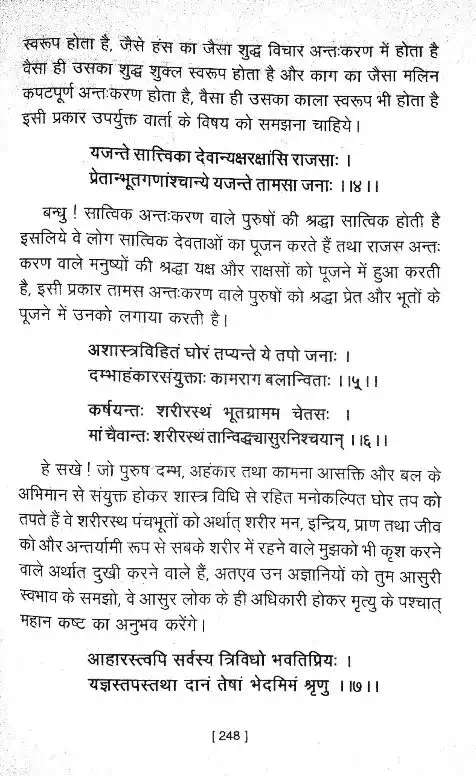 स्वरूप होता है, जैसे हंस का जैसा शुद्ध विचार अन्तःकरण में होता है
वैसा ही उसका शुद्ध शुक्ल स्वरूप होता है और काग का जैसा मलिन
कपटपूर्ण अन्तःकरण होता है, वैसा ही उसका काला स्वरूप भी होता है
इसी प्रकार उपर्युक्त वार्ता के विषय को समझना चाहिये।
यजन्ते सात्त्विका देवान्यक्षरक्षांसि राजसाः ।
प्रेतान्भूतगणांश्चान्ये यजन्ते तामसा जनाः ।।४।।
बन्धु ! सात्विक अन्तःकरण वाले पुरुषों की श्रद्धा सात्विक होती है
इसलिये वे लोग सात्विक देवताओं का पूजन करते हैं तथा राजस अन्तः
करण वाले मनुष्यों की श्रद्धा यक्ष और राक्षसों को पूजने में हुआ करती
है, इसी प्रकार तामस अन्तःकरण वाले पुरुषों को श्रद्धा प्रेत और भूतों के
पूजने में उनको लगाया करती है।
अशास्त्रविहितं घोरं तप्यन्ते ये तपो जनाः ।
दम्भाहंकारसंयुक्ताः कामराग बलान्विताः ।।५।।
कर्षयन्तः शरीरस्थं भूतग्रामम चेतसः ।
मां चैवान्तः शरीरस्थं तान्विद्ध्यासुरनिश्चयान् ।।६।।
हे सखे ! जो पुरुष दम्भ, अहंकार तथा कामना आसक्ति और बल के
अभिमान से संयुक्त होकर शास्त्र विधि से रहित मनोकल्पित घोर तप को
तपते हैं वे शरीरस्थ पंचभूतों को अर्थात् शरीर मन, इन्द्रिय, प्राण तथा जीव
को और अन्तर्यामी रूप से सबके शरीर में रहने वाले मुझको भी कृश करने
वाले अर्थात दुखी करने वाले हैं, अतएव उन अज्ञानियों को तुम आसुरी
स्वभाव के समझो, वे आसुर लोक के ही अधिकारी होकर मृत्यु के पश्चात्
महान कष्ट का अनुभव करेंगे।
आहारस्त्वपि सर्वस्य त्रिविधो भवतिप्रियः ।
यज्ञस्तपस्तथा दानं तेषां भेदमिमं श्रृणु ।।७।।
[ 248 ]